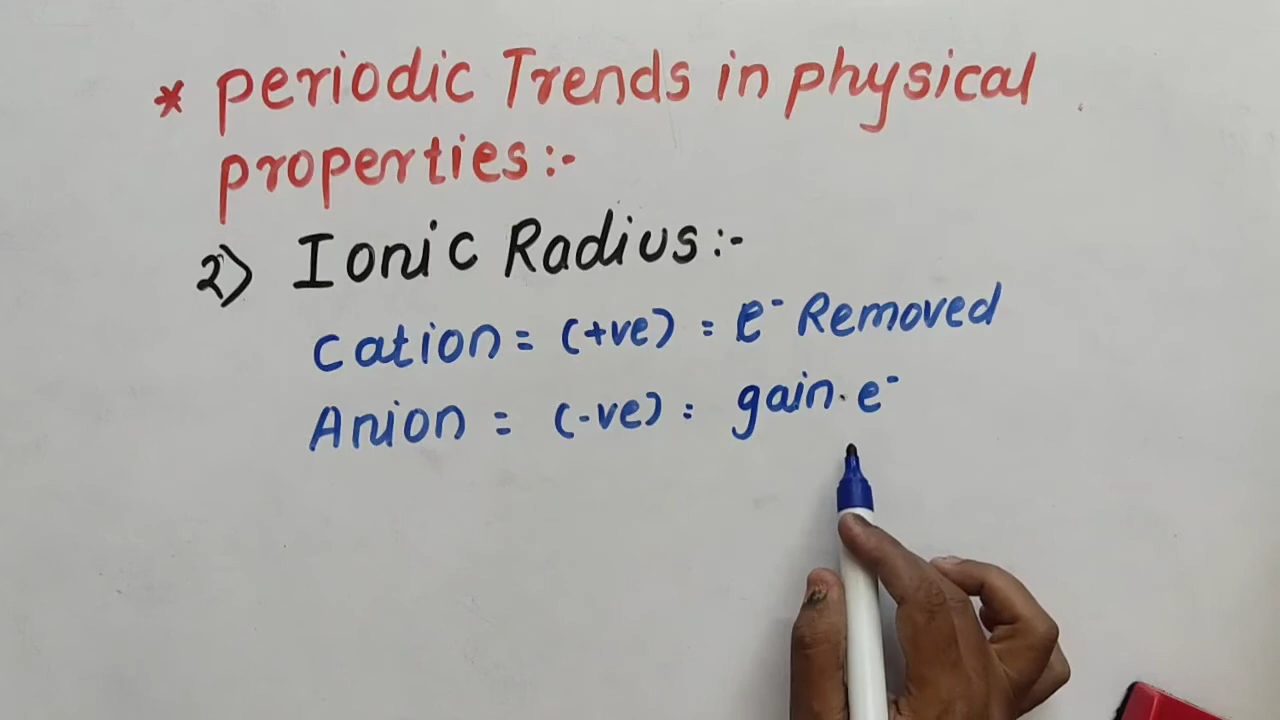 * periodic Trends in physical
properties:-
2) Ionic Radius:-
Cation = (+ve) = e⁻ Removed
Anion = (-ve) = gain e⁻